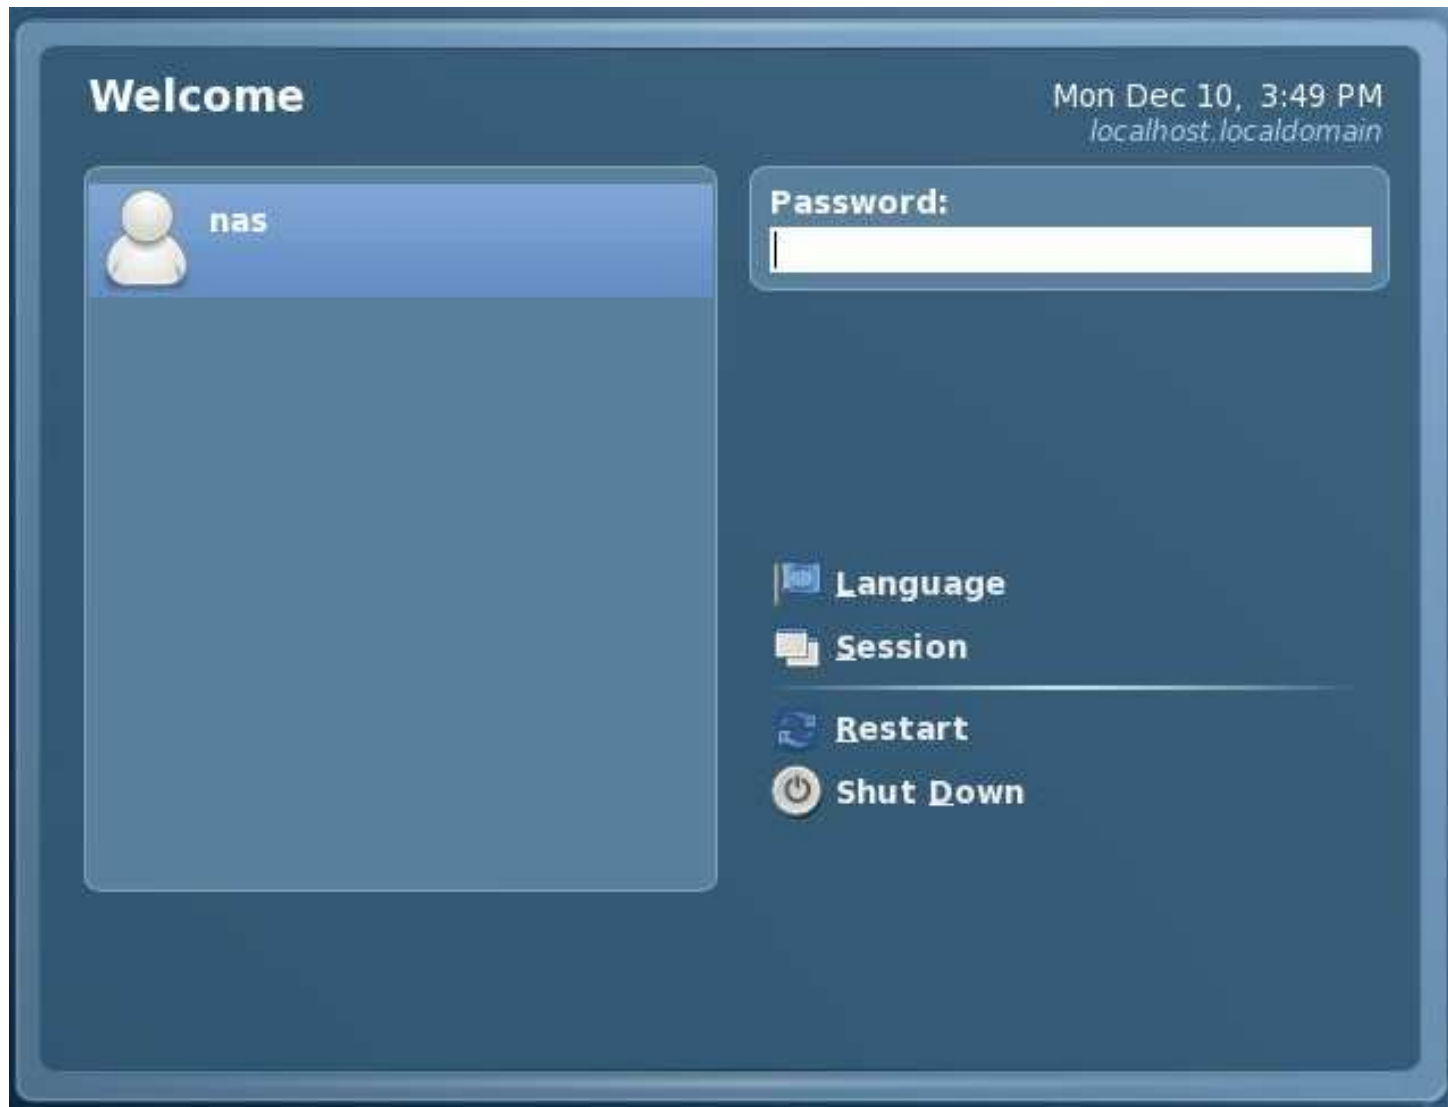 Welcome
Mon Dec 10, 3:49 PM
localhost.localdomain
nas
Password:
Language
Session
Restart
Shut Down